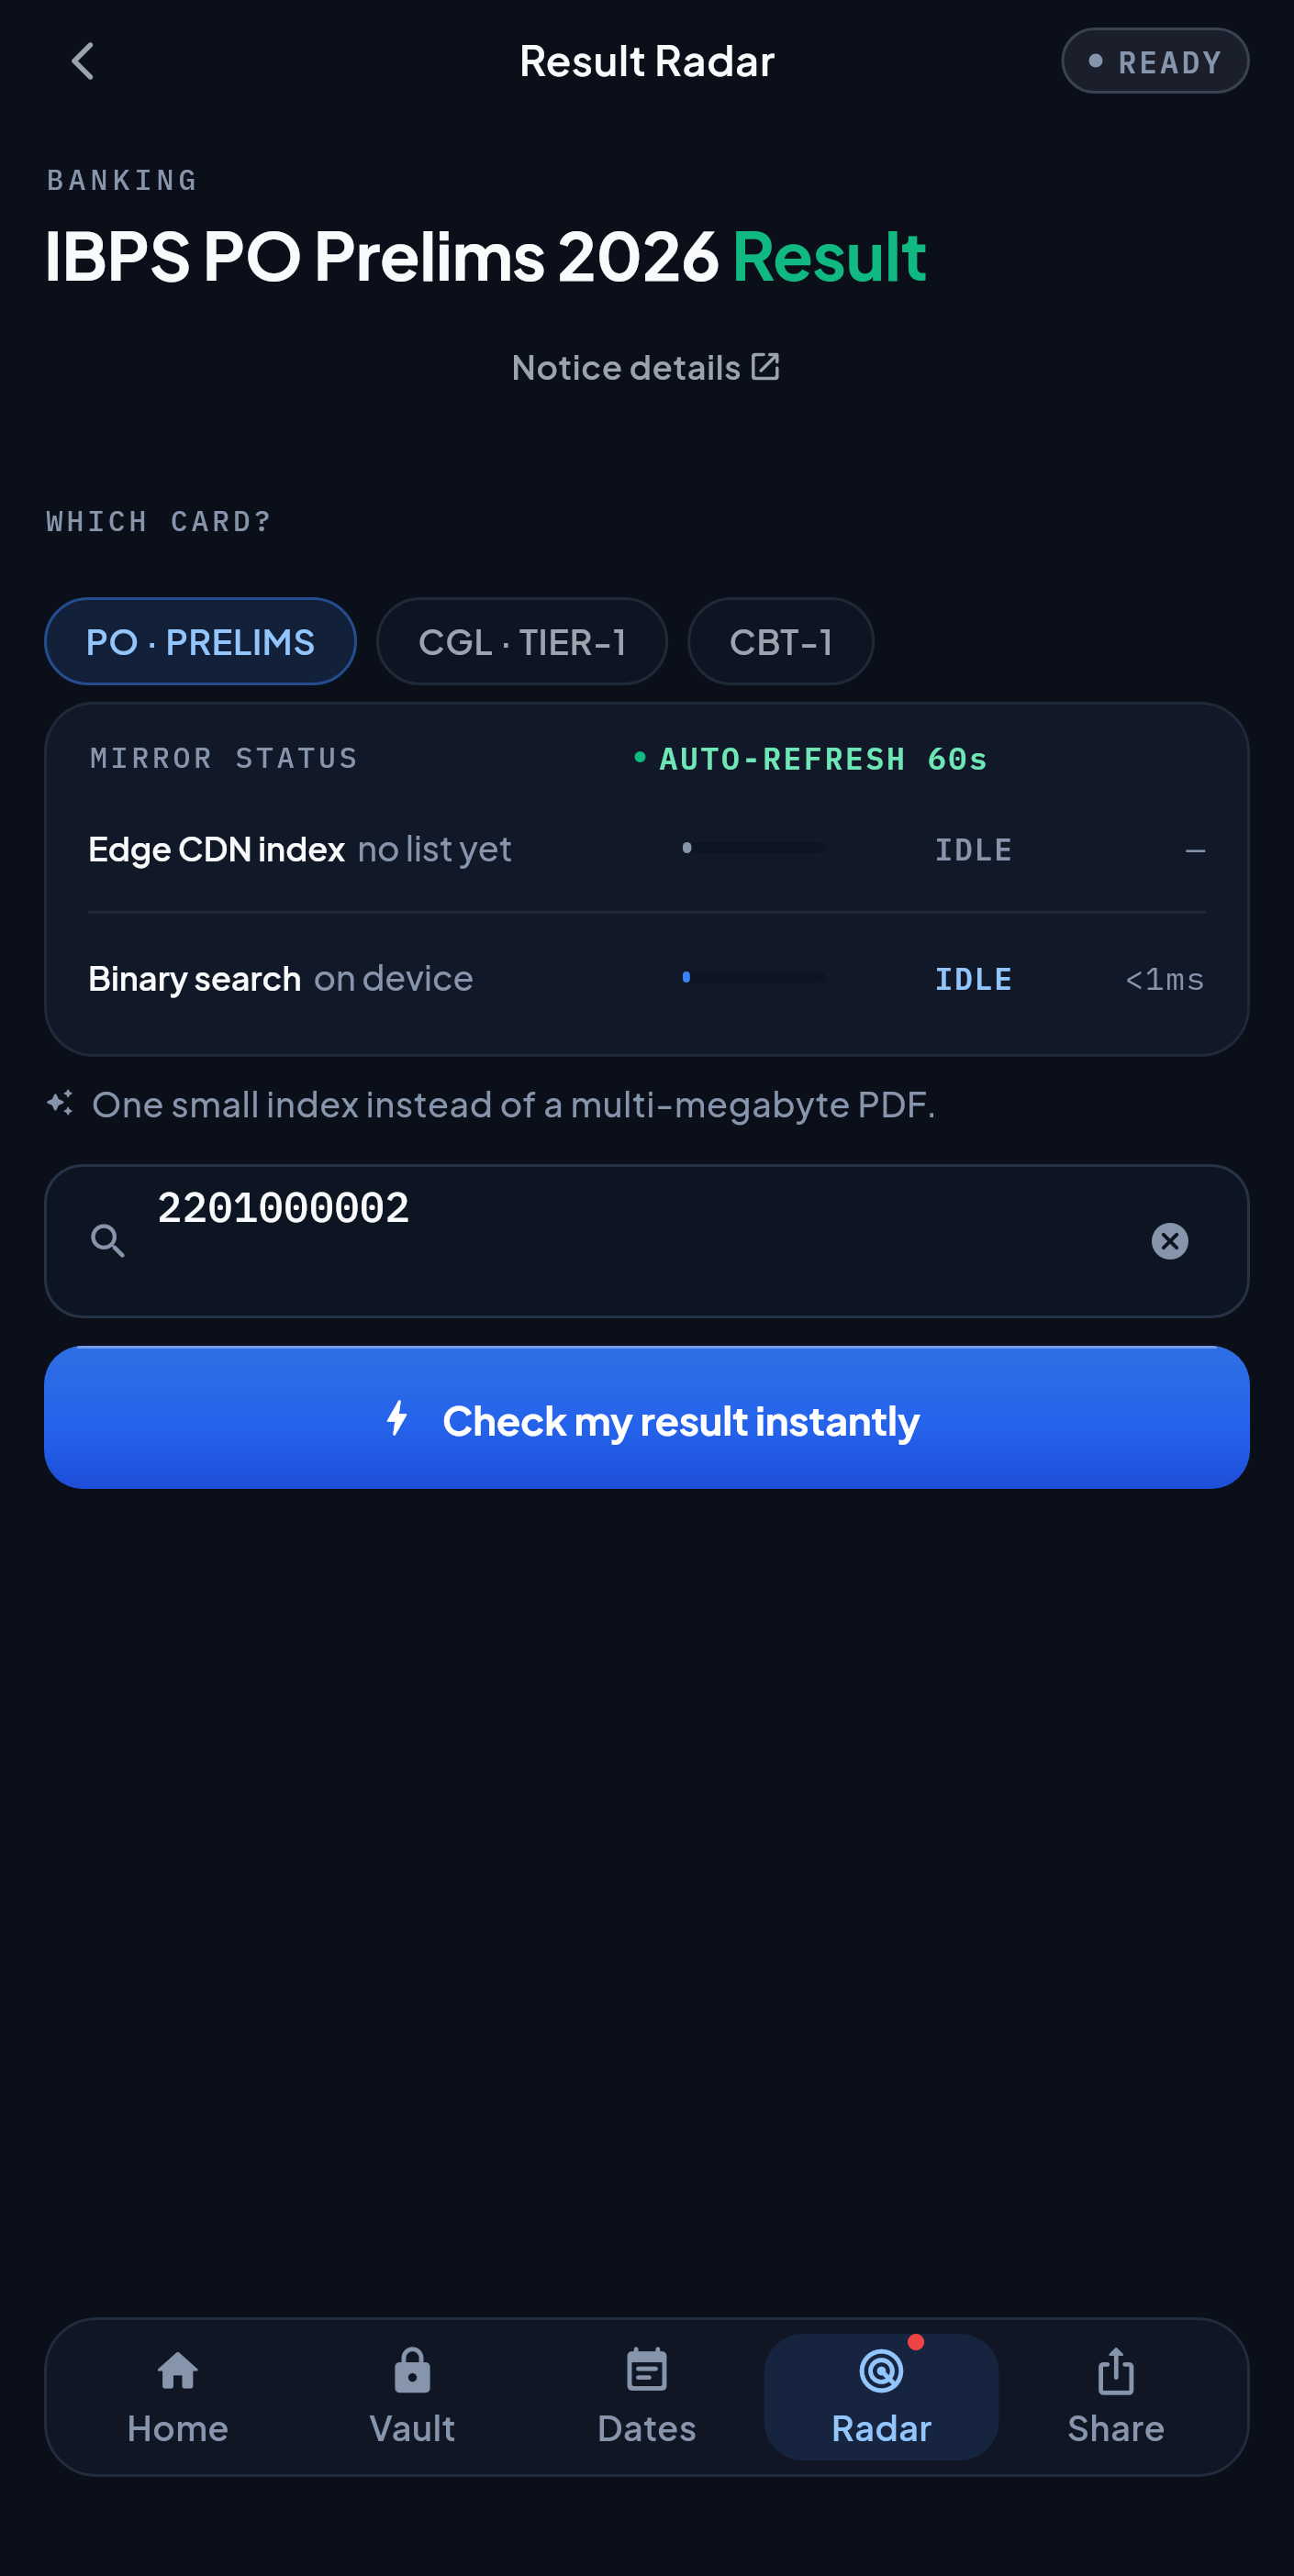 Result Radar
READY
BANKING
IBPS PO Prelims 2026 Result
Notice details
WHICH CARD?
PO · PRELIMS CGL · TIER-1 CBT-1
MIRROR STATUS AUTO-REFRESH 60s
Edge CDN index no list yet IDLE —
Binary search on device IDLE <1ms
One small index instead of a multi-megabyte PDF.
2201000002
Check my result instantly
Home Vault Dates Radar Share